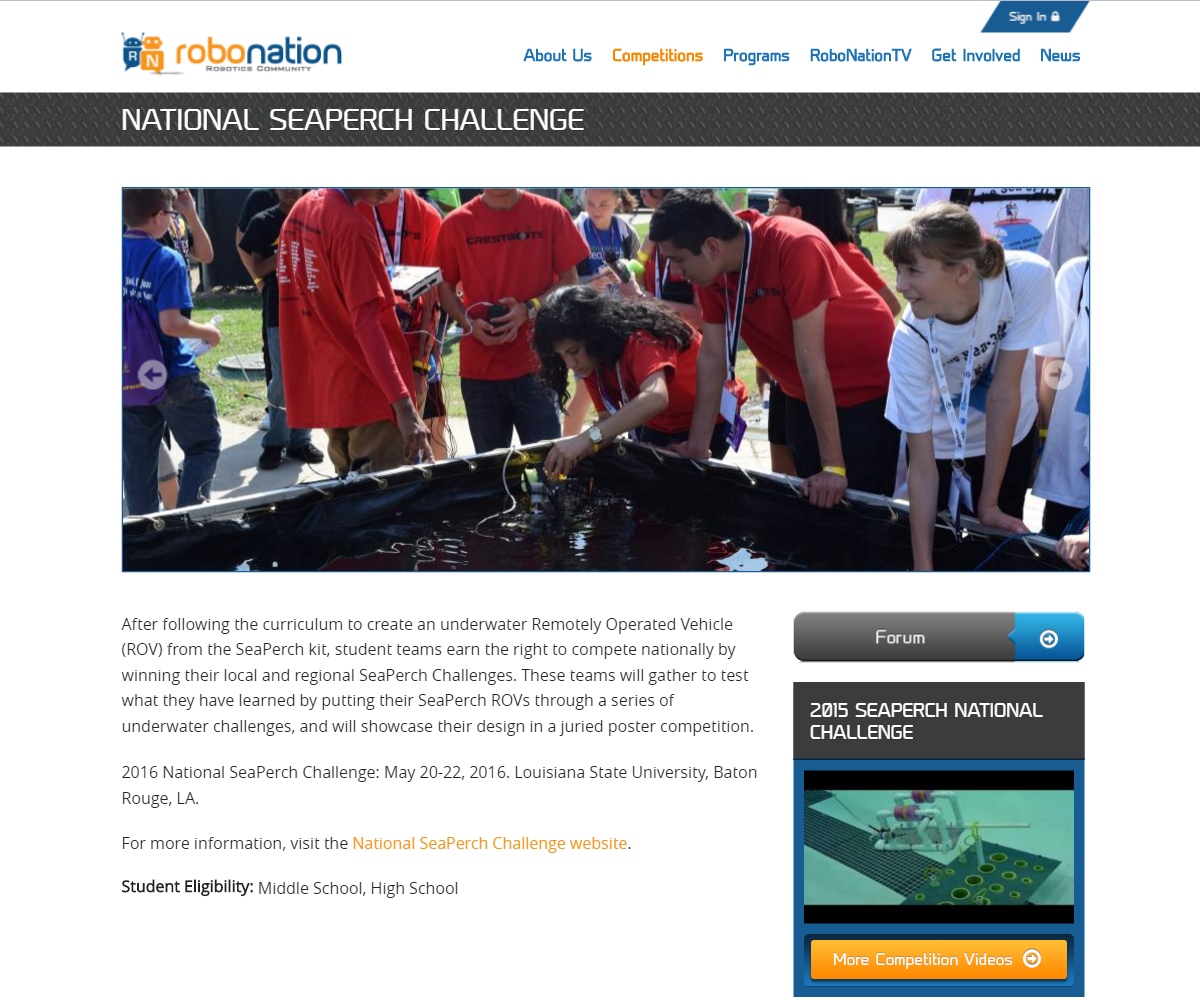 Sign In
RN
robonation
ROBOTICS COMMUNITY
About Us Competitions Programs RoboNationTV Get Involved News
NATIONAL SEAPERCH CHALLENGE
CRESTBOTS
After following the curriculum to create an underwater Remotely Operated Vehicle
(ROV) from the SeaPerch kit, student teams earn the right to compete nationally by
winning their local and regional SeaPerch Challenges. These teams will gather to test
what they have learned by putting their SeaPerch ROVs through a series of
underwater challenges, and will showcase their design in a juried poster competition.
2016 National SeaPerch Challenge: May 20-22, 2016. Louisiana State University, Baton
Rouge, LA.
For more information, visit the National SeaPerch Challenge website.
Student Eligibility: Middle School, High School
Forum
2015 SEAPERCH NATIONAL
CHALLENGE
More Competition Videos